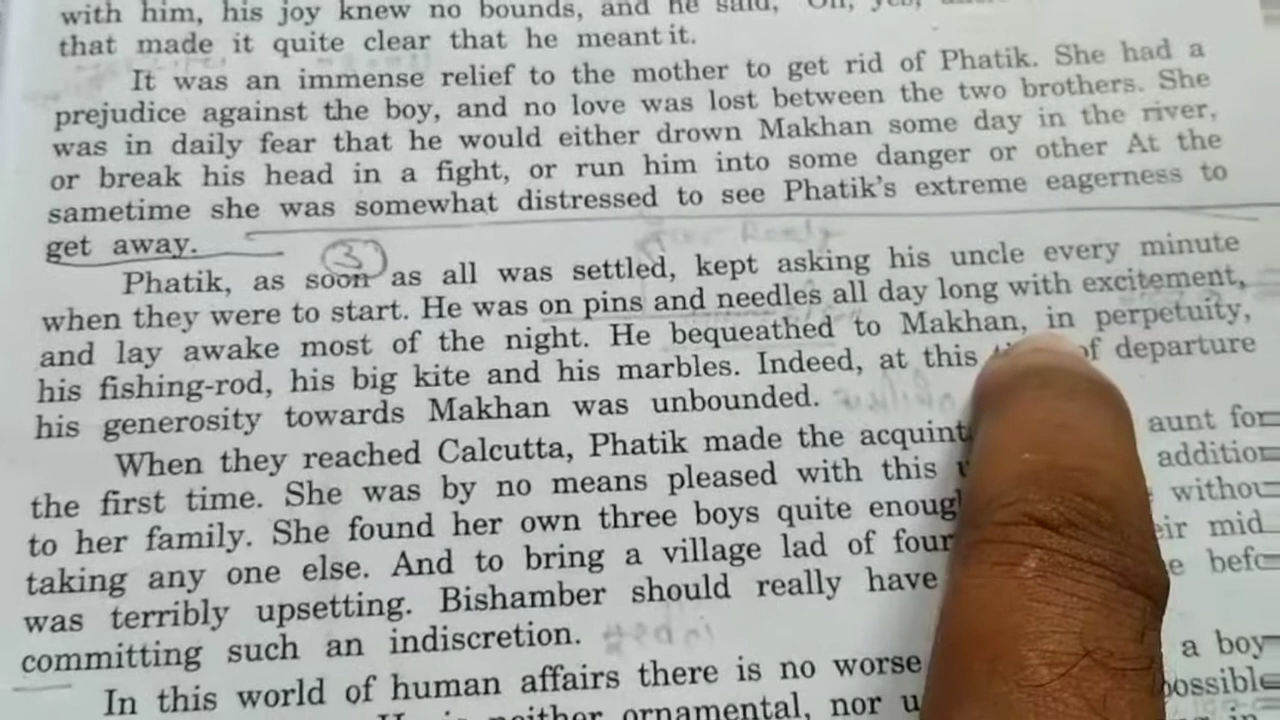 with him, his joy knew no bounds, and he said, "Oh, yes,
that made it quite clear that he meant it.
It was an immense relief to the mother to get rid of Phatik. She had a
prejudice against the boy, and no love was lost between the two brothers. She
was in daily fear that he would either drown Makhan some day in the river,
or break his head in a fight, or run him into some danger or other At the
sametime she was somewhat distressed to see Phatik's extreme eagerness to
get away.
3
Phatik, as soon as all was settled, kept asking his uncle every minute
when they were to start. He was on pins and needles all day long with excitement,
and lay awake most of the night. He bequeathed to Makhan, in perpetuity,
his fishing-rod, his big kite and his marbles. Indeed, at this of departure
his generosity towards Makhan was unbounded.
When they reached Calcutta, Phatik made the aunt for
the first time. She was by no means pleased with this addition
to her family. She found her own three boys quite
taking any one else. And to bring a village lad of
was terribly upsetting. Bishamber should really have
committing such an indiscretion.
In this world of human affairs there is no worse a boy
neither ornamental, nor